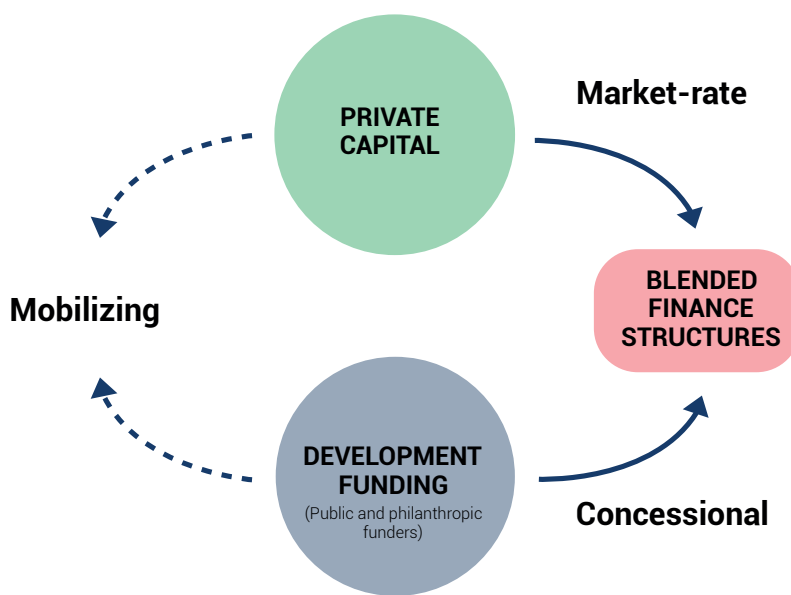 PRIVATE
CAPITAL
Market-rate
Mobilizing
BLENDED
FINANCE
STRUCTURES
DEVELOPMENT
FUNDING
(Public and philanthropic
funders)
Concessional